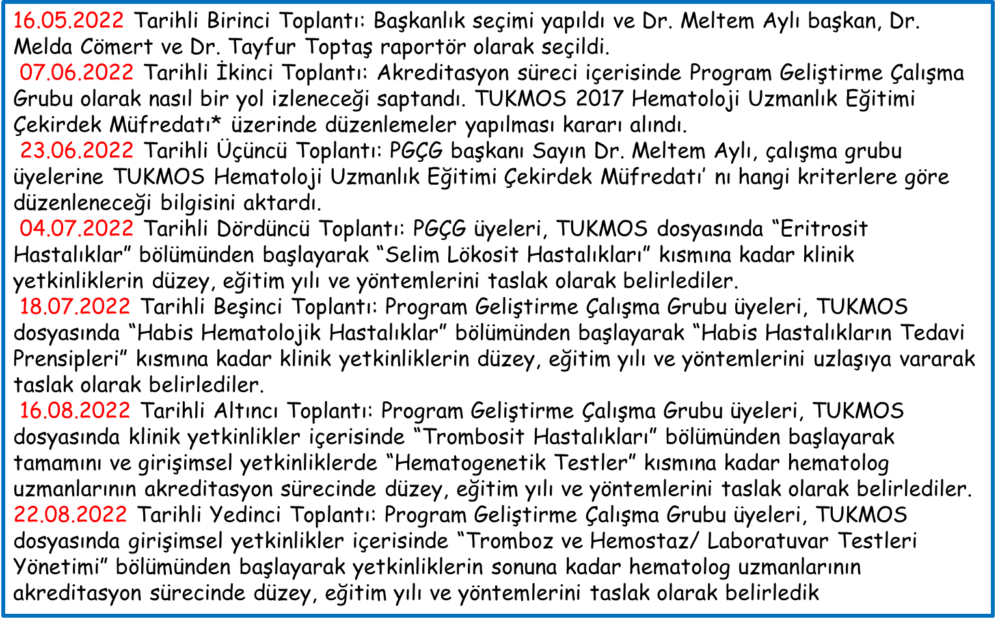 16.05.2022 Tarihli Birinci Toplantı: Başkanlık seçimi yapıldı ve Dr. Meltem Aylı başkan, Dr.
Melda Cömert ve Dr. Tayfur Toptaş raportör olarak seçildi.
07.06.2022 Tarihli İkinci Toplantı: Akreditasyon süreci içerisinde Program Geliştirme Çalışma
Grubu olarak nasıl bir yol izleneceği saptandı. TUKMOS 2017 Hematoloji Uzmanlık Eğitimi
Çekirdek Müfredatı* üzerinde düzenlemeler yapılması kararı alındı.
23.06.2022 Tarihli Üçüncü Toplantı: PGÇG başkanı Sayın Dr. Meltem Aylı, çalışma grubu
üyelerine TUKMOS Hematoloji Uzmanlık Eğitimi Çekirdek Müfredatı’ nı hangi kriterlere göre
düzenleneceği bilgisini aktardı.
04.07.2022 Tarihli Dördüncü Toplantı: PGÇG üyeleri, TUKMOS dosyasında “Eritrosit
Hastalıklar” bölümünden başlayarak “Selim Lökosit Hastalıkları” kısmına kadar klinik
yetkinliklerin düzey, eğitim yılı ve yöntemlerini taslak olarak belirlediler.
18.07.2022 Tarihli Beşinci Toplantı: Program Geliştirme Çalışma Grubu üyeleri, TUKMOS
dosyasında “Habis Hematolojik Hastalıklar” bölümünden başlayarak “Habis Hastalıkların Tedavi
Prensipleri” kısmına kadar klinik yetkinliklerin düzey, eğitim yılı ve yöntemlerini uzlaşıya vararak
taslak olarak belirlediler.
16.08.2022 Tarihli Altıncı Toplantı: Program Geliştirme Çalışma Grubu üyeleri, TUKMOS
dosyasında klinik yetkinlikler içerisinde “Trombosit Hastalıkları” bölümünden başlayarak
tamamını ve girişimsel yetkinliklerde “Hematogenetik Testler” kısmına kadar hematolog
uzmanlarının akreditasyon sürecinde düzey, eğitim yılı ve yöntemlerini taslak olarak belirlediler.
22.08.2022 Tarihli Yedinci Toplantı: Program Geliştirme Çalışma Grubu üyeleri, TUKMOS
dosyasında girişimsel yetkinlikler içerisinde “Tromboz ve Hemostaz/ Laboratuvar Testleri
Yönetimi” bölümünden başlayarak yetkinliklerin sonuna kadar hematolog uzmanlarının
akreditasyon sürecinde düzey, eğitim yılı ve yöntemlerini taslak olarak belirledik